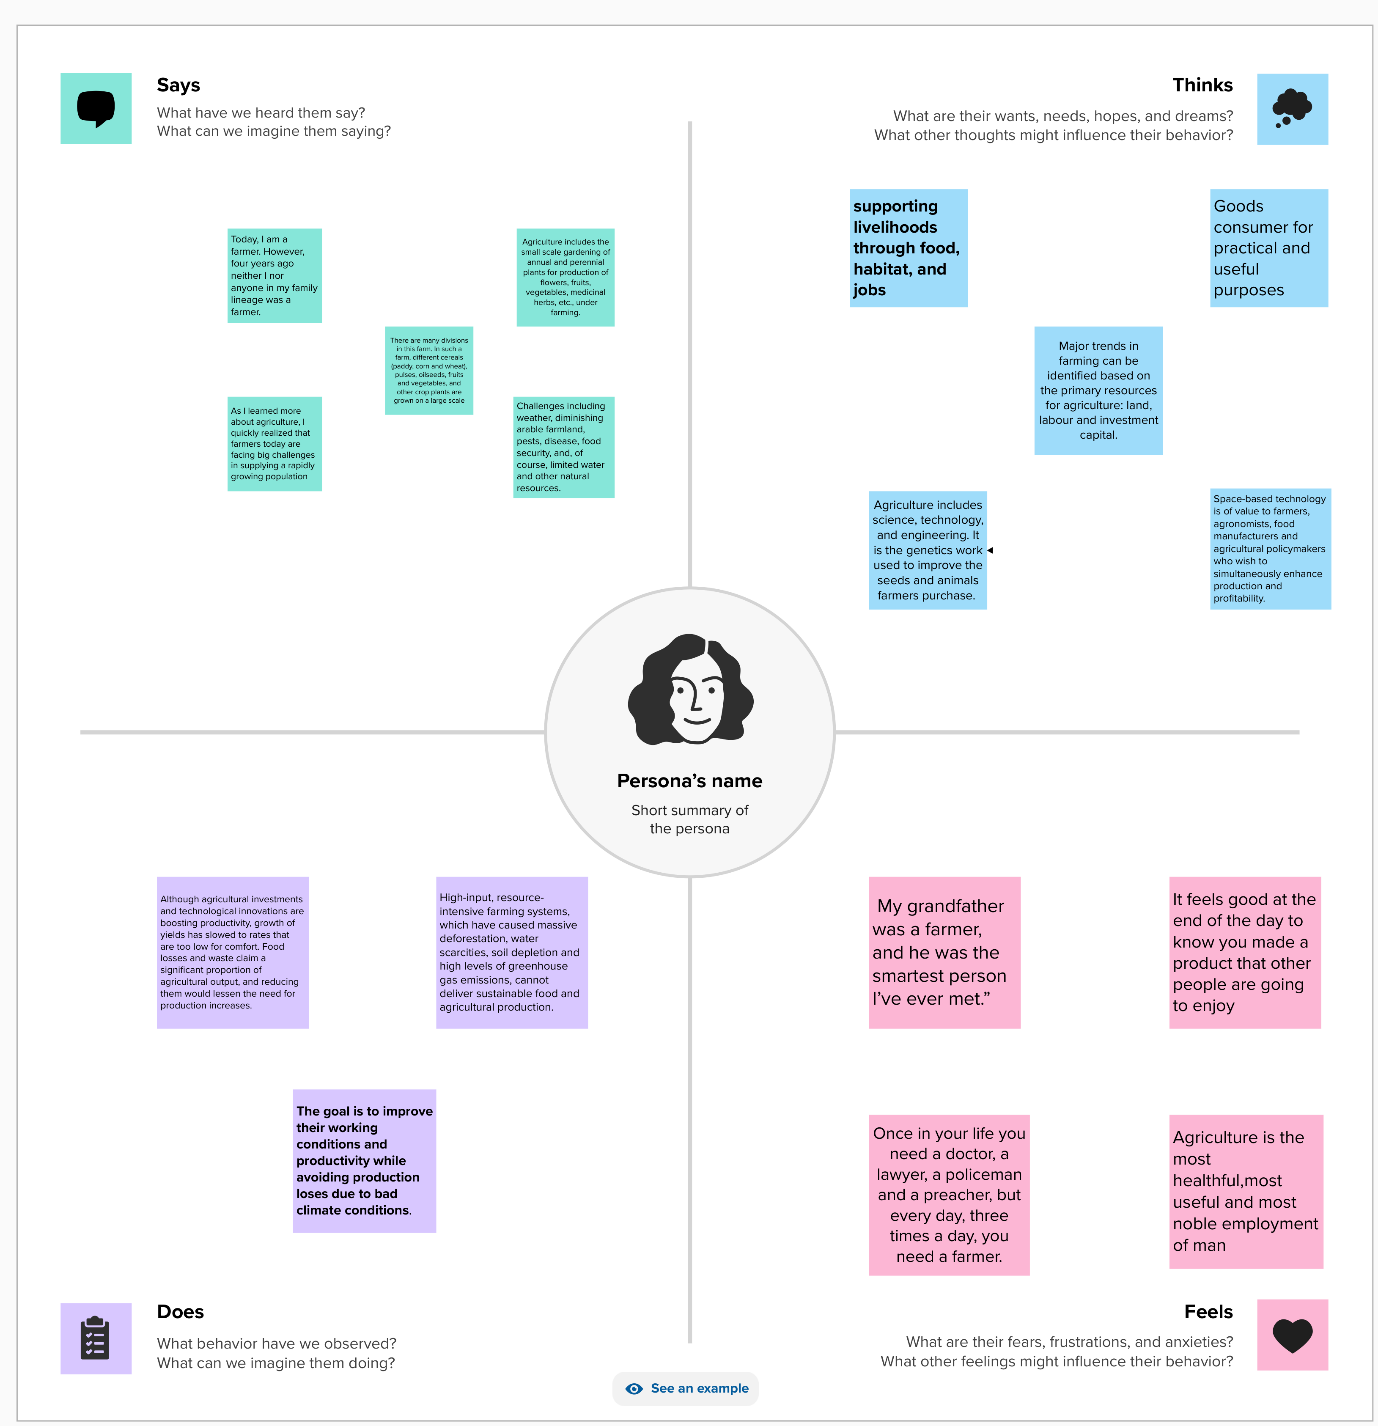 Says
What have we heard them say?
What can we imagine them saying?
Today, I am a
farmer. However,
four years ago
neither I nor
anyone in my family
lineage was a
farmer.
Agriculture includes the
small scale gardening of
annual and perennial
plants for production of
flowers, fruits,
vegetables, medicinal
herbs, etc., under
farming.
There are many divisions
in this farm. In such a
farm, different cereals
(paddy, corn and wheat),
pulses, oilseeds, fruits
and vegetables, and
other crop plants are
grown on a large scale
As I learned more
about agriculture, I
quickly realized that
farmers today are
facing big challenges
in supplying a rapidly
growing population
Challenges including
weather, diminishing
arable farmland,
pests, disease, food
security, and, of
course, limited water
and other natural
resources.
Thinks
What are their wants, needs, hopes, and dreams?
What other thoughts might influence their behavior?
supporting
livelihoods
through food,
habitat, and
jobs
Goods
consumer for
practical and
useful
purposes
Major trends in
farming can be
identified based on
the primary resources
for agriculture: land,
labour and investment
capital.
Agriculture includes
science, technology,
and engineering. It
is the genetics work
used to improve the
seeds and animals
farmers purchase.
Space-based technology
is of value to farmers,
agronomists, food
manufacturers and
agricultural policymakers
who wish to
simultaneously enhance
production and
profitability.
Persona's name
Short summary of
the persona
Although agricultural investments
and technological innovations are
boosting productivity, growth of
yields has slowed to rates that
are too low for comfort. Food
losses and waste claim a
significant proportion of
agricultural output, and reducing
them would lessen the need for
production increases.
High-input, resource-
intensive farming systems,
which have caused massive
deforestation, water
scarcities, soil depletion and
high levels of greenhouse
gas emissions, cannot
deliver sustainable food and
agricultural production.
The goal is to improve
their working
conditions and
productivity while
avoiding production
loses due to bad
climate conditions.
Does
What behavior have we observed?
What can we imagine them doing?
My grandfather
was a farmer,
and he was the
smartest person
I've ever met.”
It feels good at the
end of the day to
know you made a
product that other
people are going
to enjoy
Once in your life you
need a doctor, a
lawyer, a policeman
and a preacher, but
every day, three
times a day, you
need a farmer.
Agriculture is the
most
healthful,most
useful and most
noble employment
of man
Feels
What are their fears, frustrations, and anxieties?
What other feelings might influence their behavior?
See an example